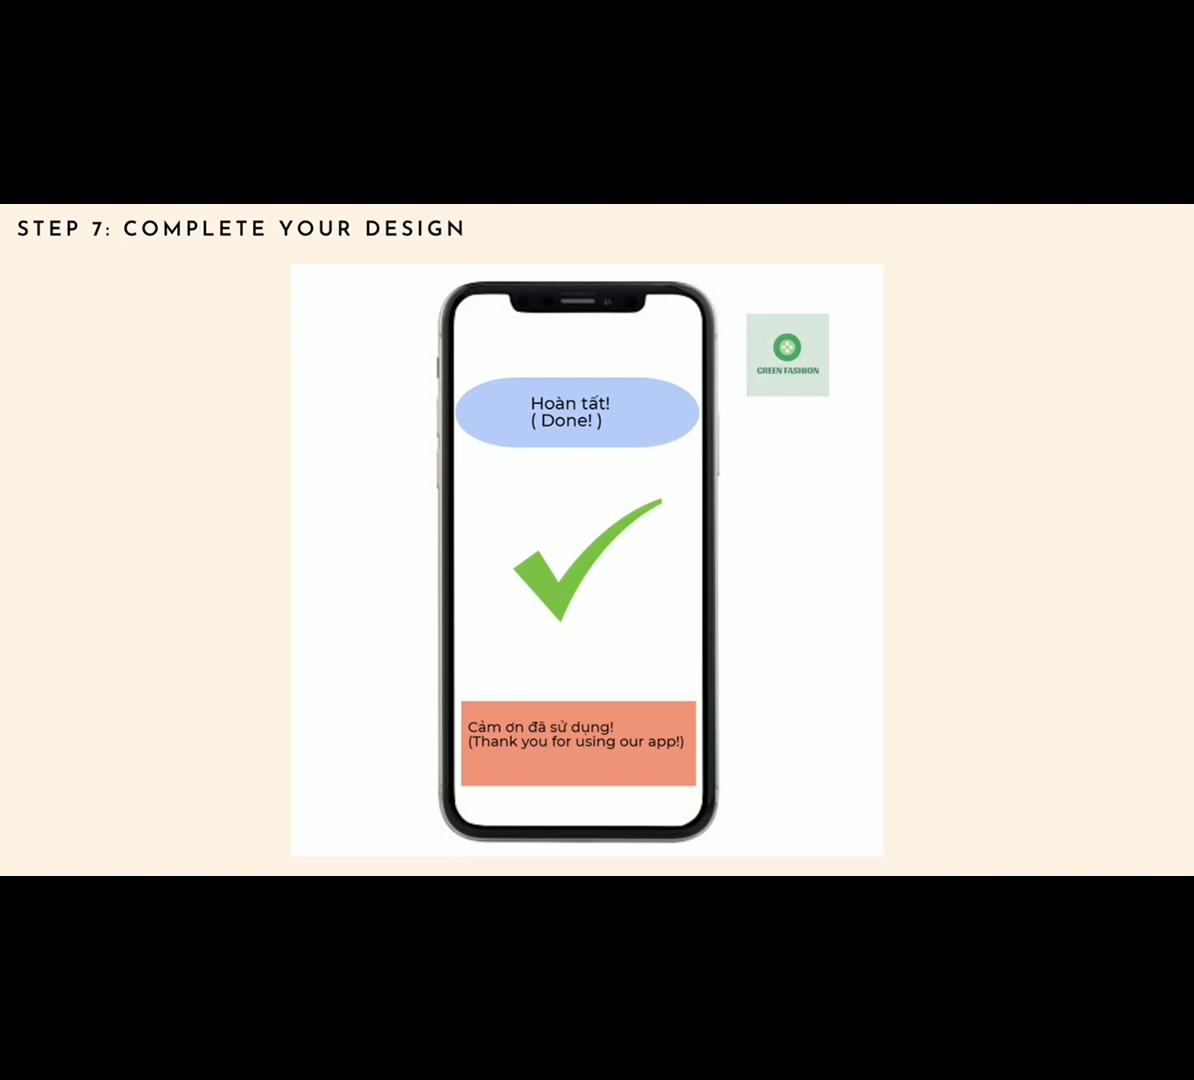 STEP 7: COMPLETE YOUR DESIGN
GREEN FASHION
Hoàn tất!
( Done! )
Cảm ơn đã sử dụng!
(Thank you for using our app!)